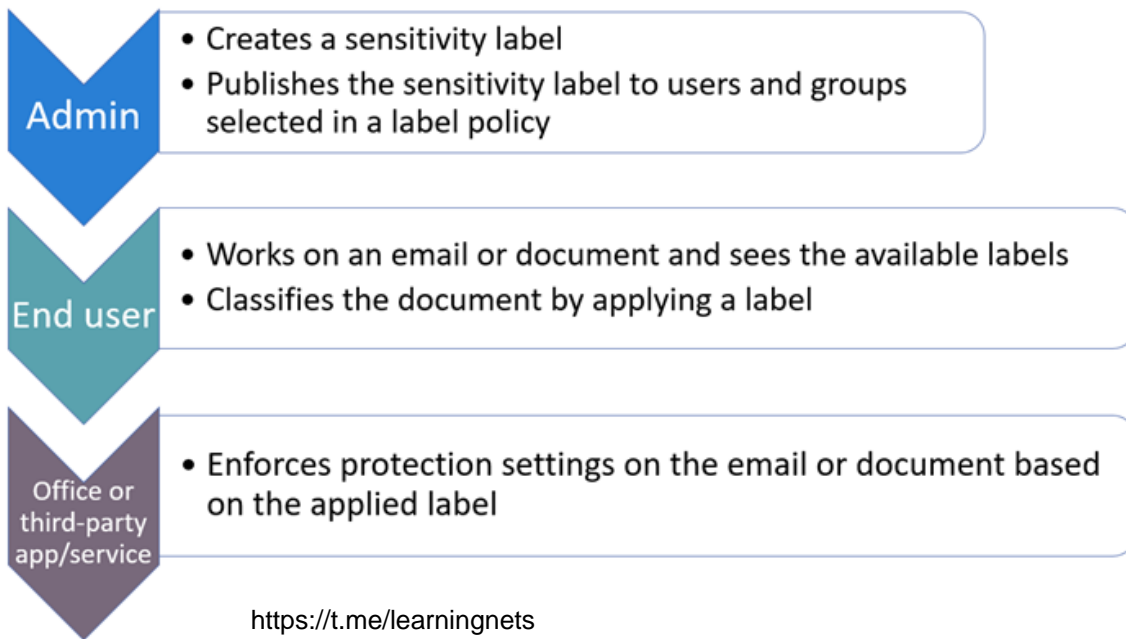 Admin
• Creates a sensitivity label
• Publishes the sensitivity label to users and groups
selected in a label policy
End user
• Works on an email or document and sees the available labels
• Classifies the document by applying a label
Office or
third-party
app/service
• Enforces protection settings on the email or document based
on the applied label
https://t.me/learningnets